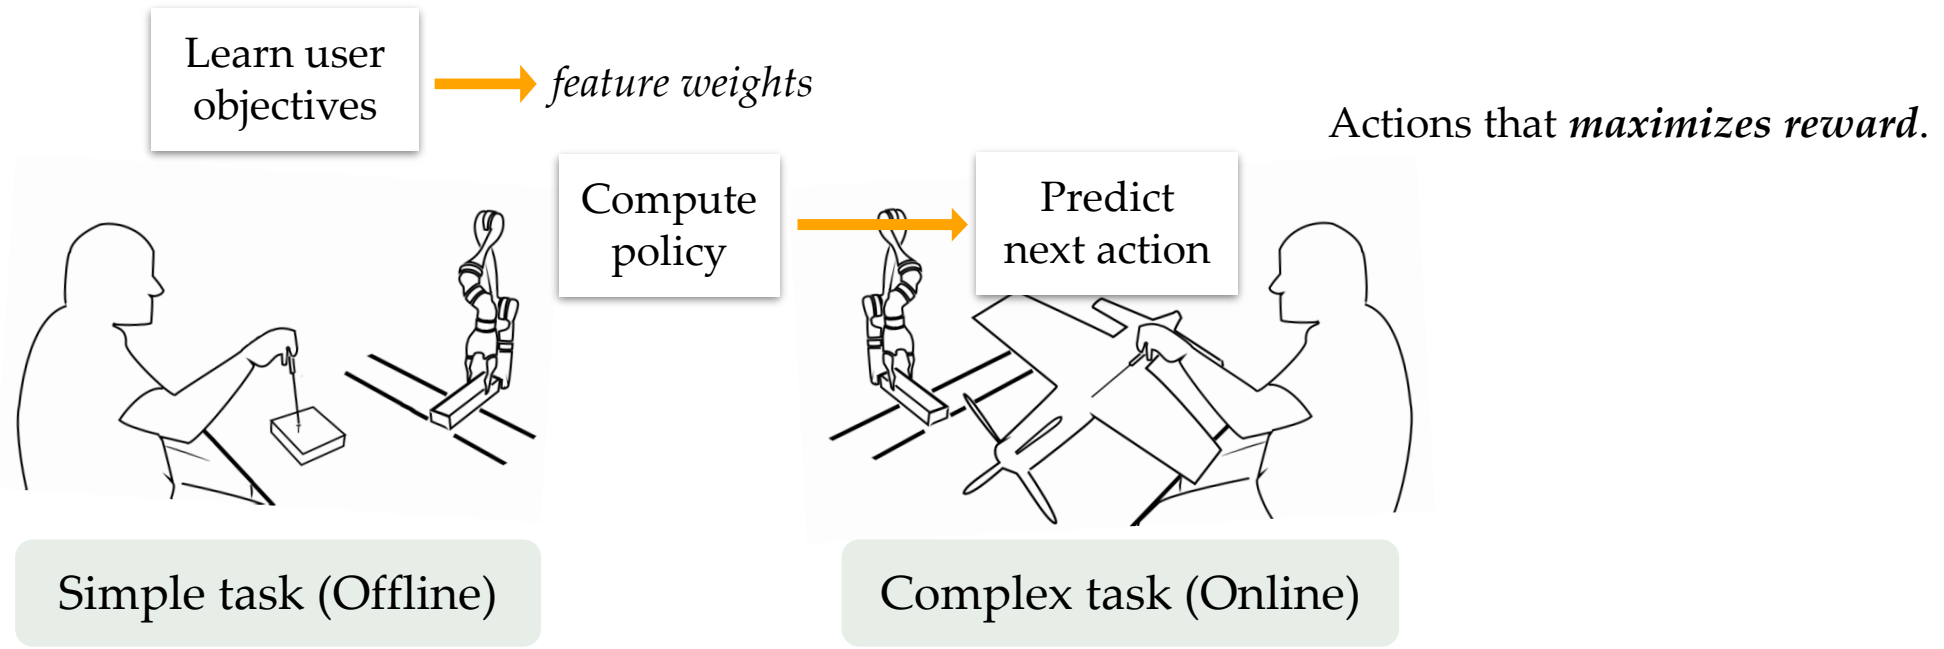 Learn user
objectives
feature weights
Actions that maximizes reward.
Compute
policy
Predict
next action
Simple task (Offline)
Complex task (Online)